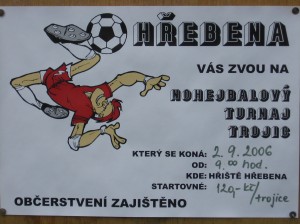 HŘEBENA
VÁS ZVOU NA
NOHEJBALOVÝ
TURNAJ
TROJIC
KTERÝ SE KONÁ: 2. 9. 2006
OD: 9.00 hod.
KDE: HŘIŠTĚ HŘEBENA
STARTOVNÉ: 120,- Kč/trojice
OBČERSTVENÍ ZAJIŠTĚNO